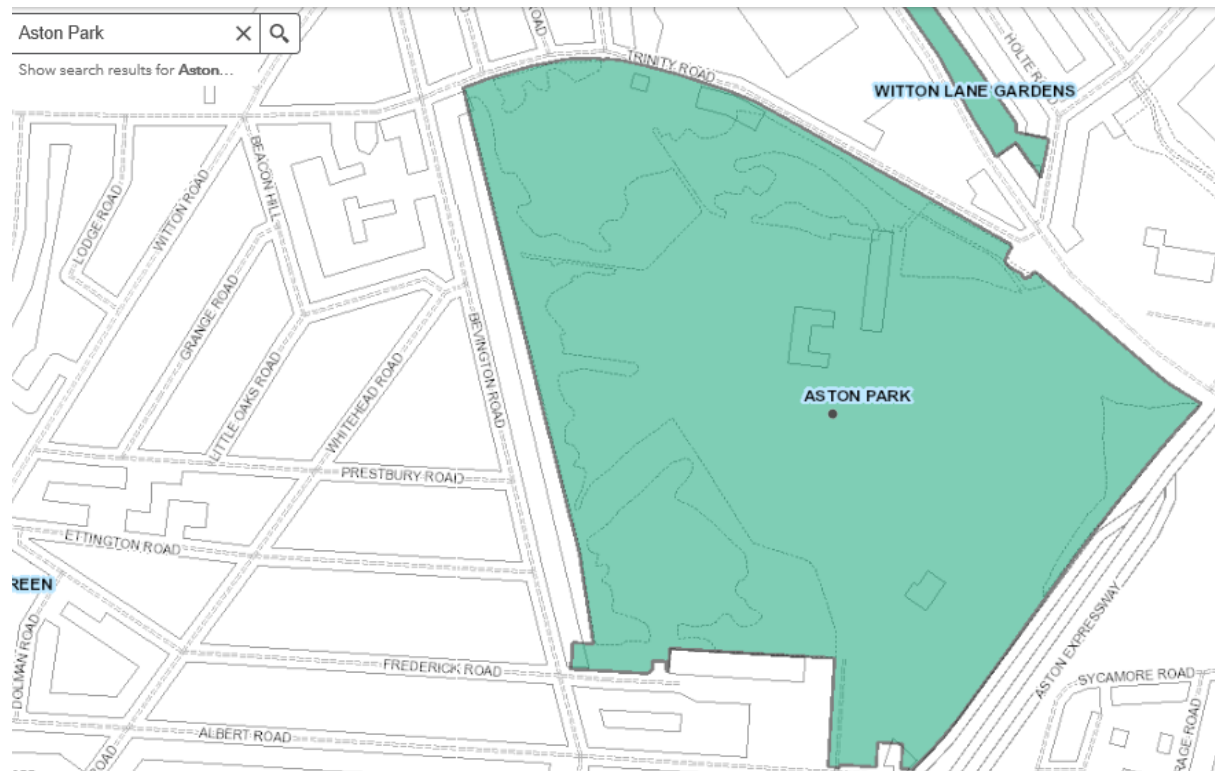 Aston Park
Show search results for Aston...
ROAD
TRINITY ROAD
HOLTE R
WITTON LANE GARDENS
BEACON HILL
LODGE ROAD
WITTON ROAD
GRANGE ROAD
BEVINGTON ROAD
LITTLE OAKS ROAD
WHITEHEAD ROAD
ASTON PARK
PRESTBURY ROAD
ETTINGTON ROAD
REEN
ROAD
FREDERICK ROAD
ASTON EXPRESSWAY
OLMORE ROAD
ALBERT ROAD
ROAD